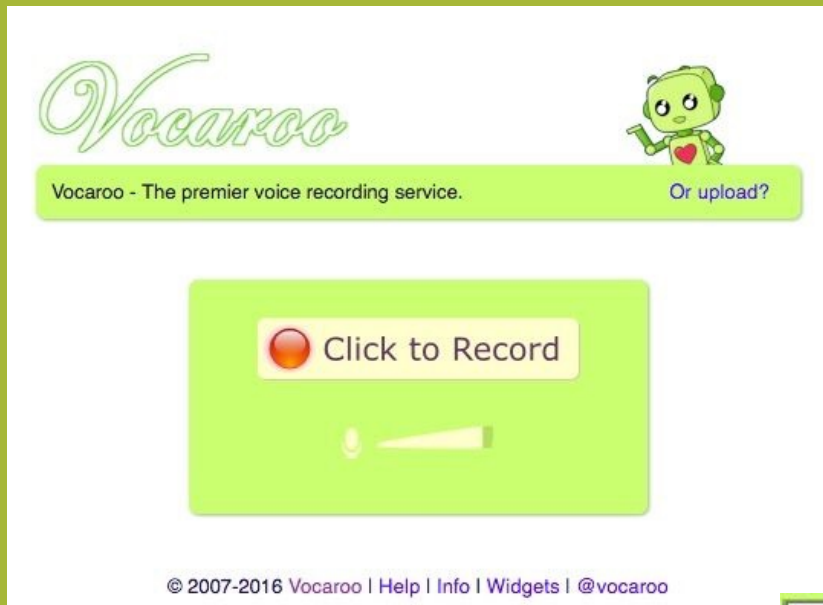 Vocaroo
Vocaroo - The premier voice recording service. Or upload?
Click to Record
© 2007-2016 Vocaroo | Help | Info | Widgets | @vocaroo